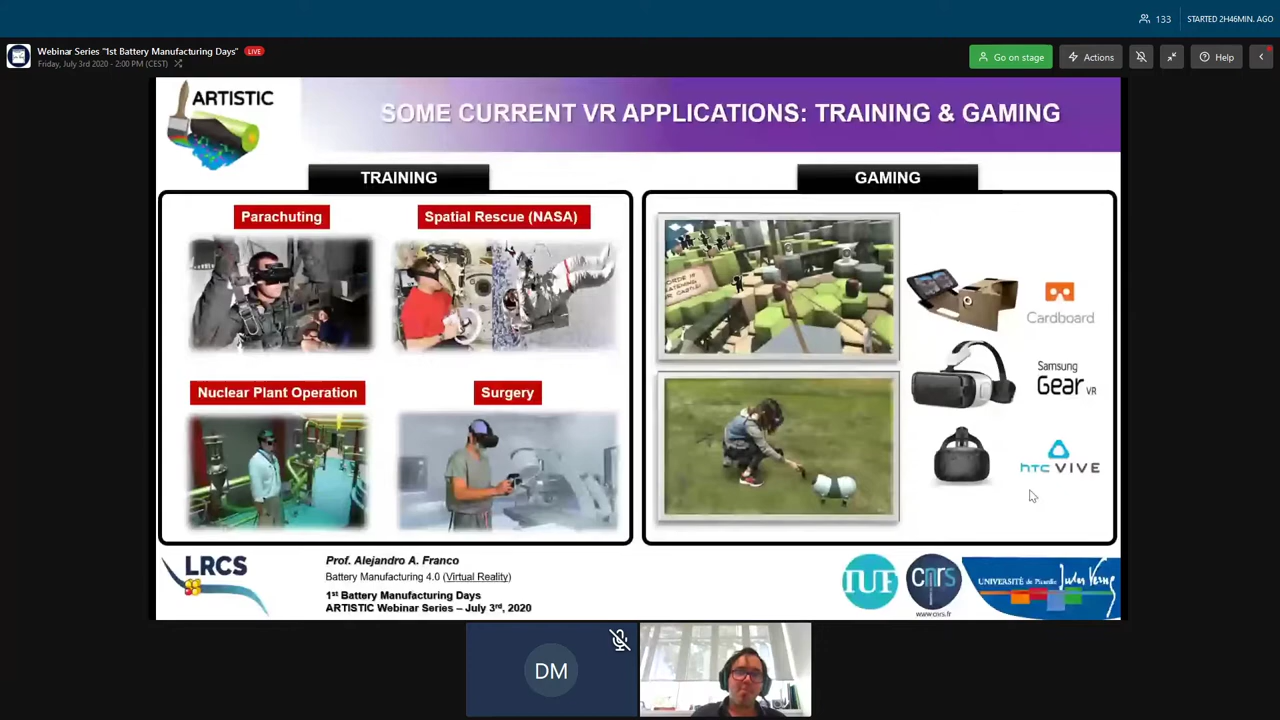 133
STARTED 2H46MIN. AGO
Webinar Series "1st Battery Manufacturing Days" LIVE
Friday, July 3rd 2020 - 2:00 PM (CEST)
Go on stage
Actions
Help
ARTISTIC
SOME CURRENT VR APPLICATIONS: TRAINING & GAMING
TRAINING
Parachuting
Spatial Rescue (NASA)
Nuclear Plant Operation
Surgery
GAMING
Cardboard
Samsung
Gear VR
htc VIVE
LRCS
Prof. Alejandro A. Franco
Battery Manufacturing 4.0 (Virtual Reality)
1st Battery Manufacturing Days
ARTISTIC Webinar Series – July 3rd, 2020
IUF
cnrs
www.cnrs.fr
UNIVERSITÉ de Picardie Jules Verne
DM